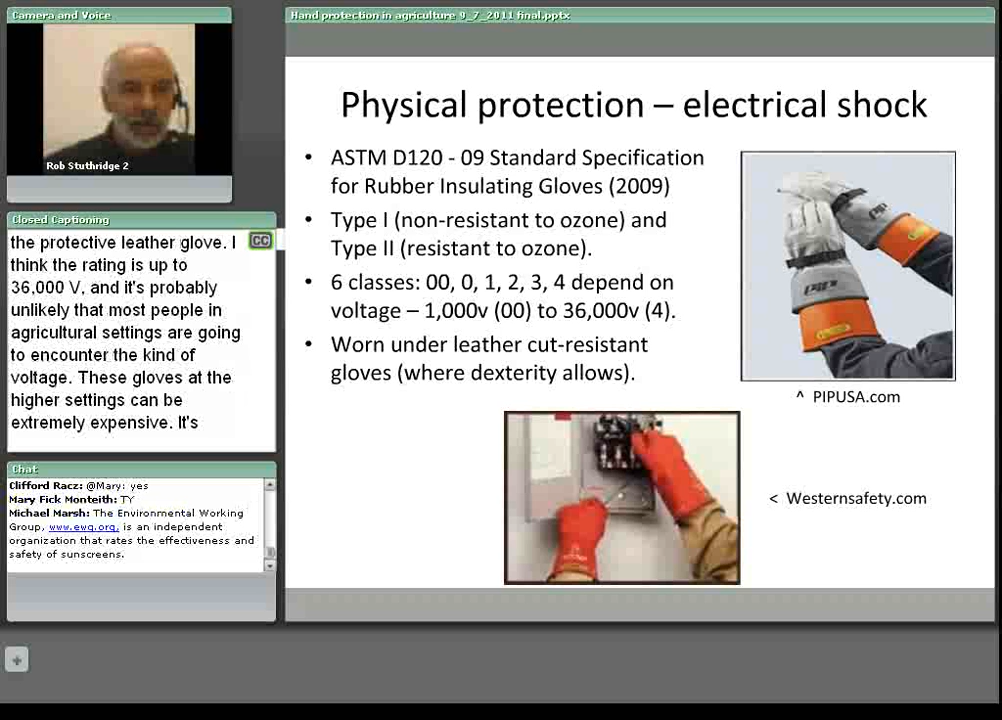 Camera and Voice
Rob Stuthridge 2
Closed Captioning
the protective leather glove. I
think the rating is up to
36,000 V, and it's probably
unlikely that most people in
agricultural settings are going
to encounter the kind of
voltage. These gloves at the
higher settings can be
extremely expensive. It's
CC
Chat
Clifford Racz: @Mary: yes
Mary Fick Monteith: TY
Michael Marsh: The Environmental Working
Group, www.ewg.org, is an independent
organization that rates the effectiveness and
safety of sunscreens.
Hand protection in agriculture 9_7_2011 final.pptx
Physical protection – electrical shock
• ASTM D120 - 09 Standard Specification
for Rubber Insulating Gloves (2009)
• Type I (non-resistant to ozone) and
Type II (resistant to ozone).
• 6 classes: 00, 0, 1, 2, 3, 4 depend on
voltage – 1,000v (00) to 36,000v (4).
• Worn under leather cut-resistant
gloves (where dexterity allows).
PIP
PIP
^ PIPUSA.com
< Westernsafety.com